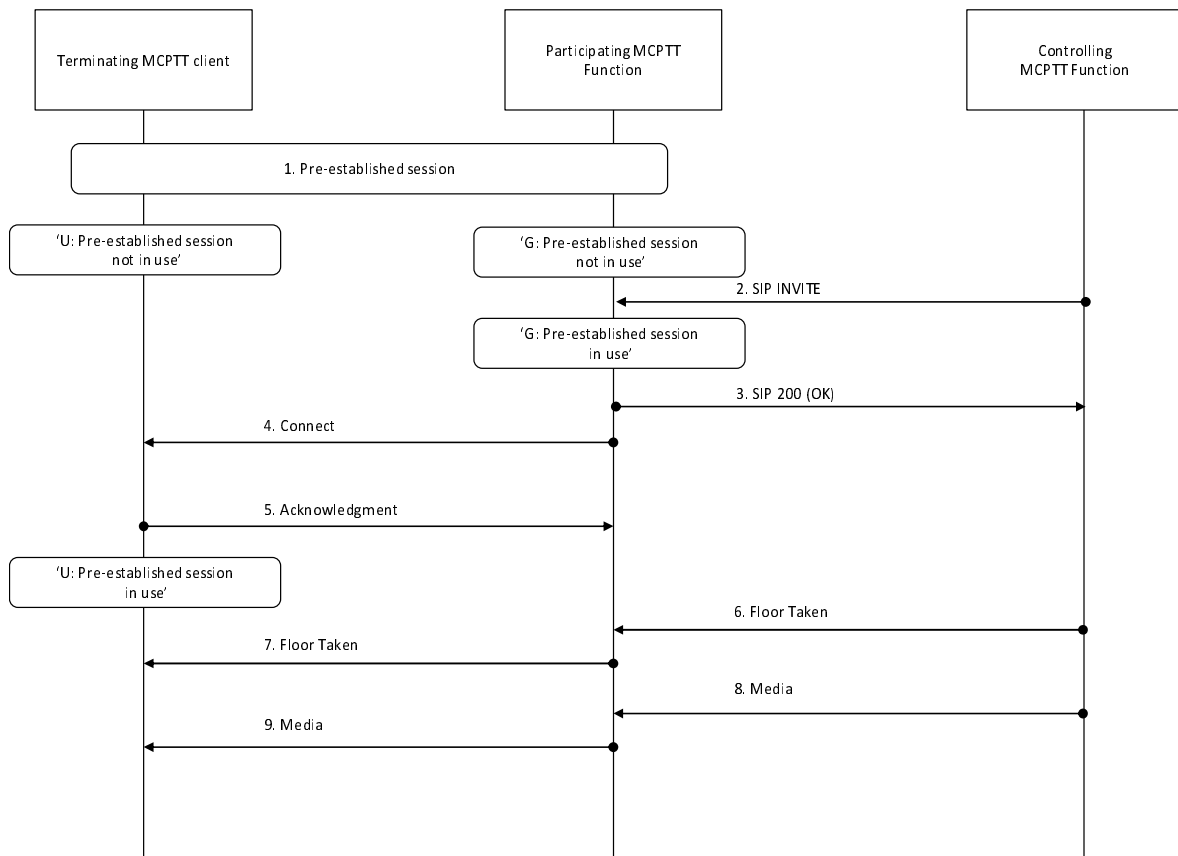 Terminating MCPTT client
Participating MCPTT
Function
Controlling
MCPTT Function
1. Pre-established session
‘U: Pre-established session
not in use’
‘G: Pre-established session
not in use’
2. SIP INVITE
‘G: Pre-established session
in use’
3. SIP 200 (OK)
4. Connect
5. Acknowledgment
‘U: Pre-established session
in use’
6. Floor Taken
7. Floor Taken
8. Media
9. Media